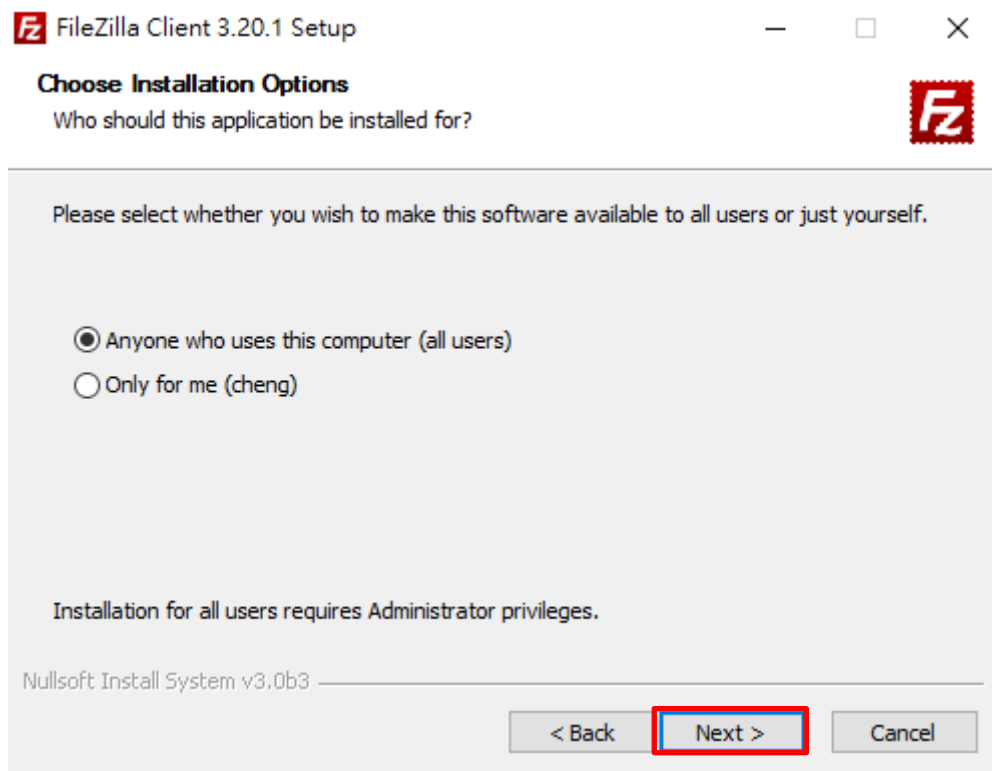 FileZilla Client 3.20.1 Setup
Choose Installation Options
Who should this application be installed for?
Fz
Please select whether you wish to make this software available to all users or just yourself.
Anyone who uses this computer (all users)
Only for me (cheng)
Installation for all users requires Administrator privileges.
Nullsoft Install System v3.0b3
< Back Next > Cancel